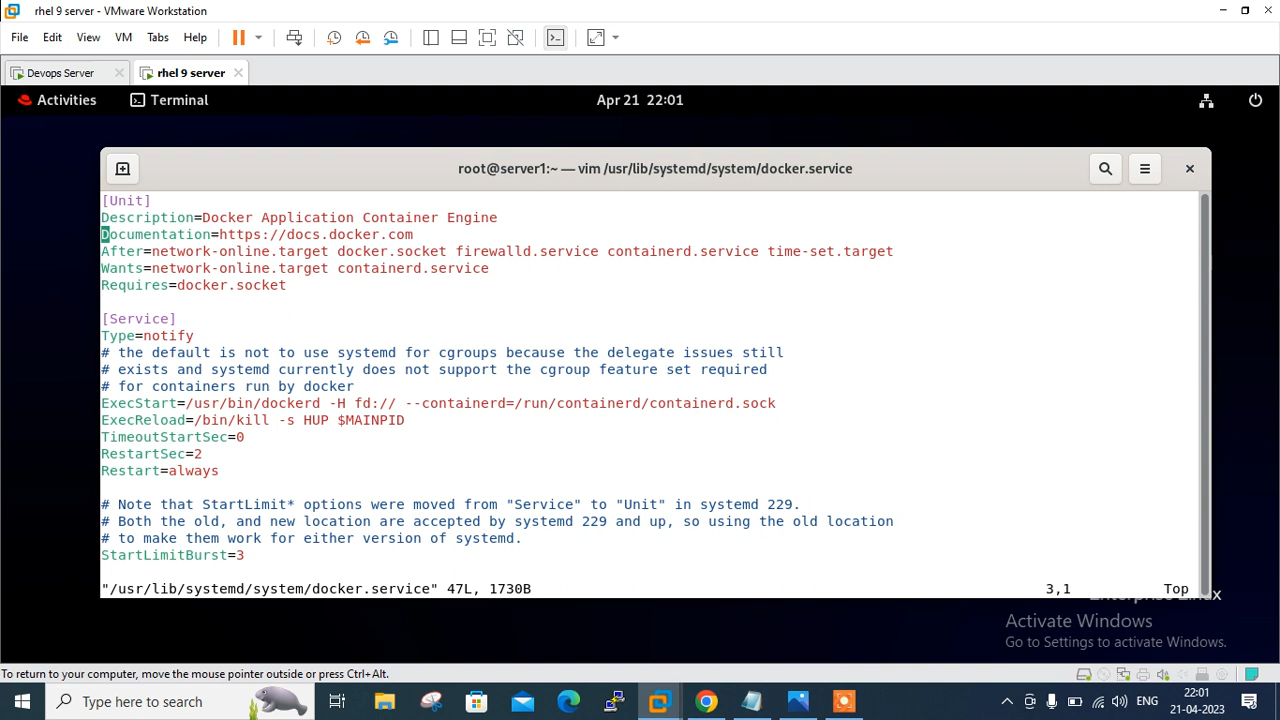 rhel 9 server - VMware Workstation
File Edit View VM Tabs Help
Devops Server
rhel 9 server
Activities Terminal Apr 21 22:01
root@server1:~ — vim /usr/lib/systemd/system/docker.service
[Unit]
Description=Docker Application Container Engine
Documentation=https://docs.docker.com
After=network-online.target docker.socket firewalld.service containerd.service time-set.target
Wants=network-online.target containerd.service
Requires=docker.socket
[Service]
Type=notify
# the default is not to use systemd for cgroups because the delegate issues still
# exists and systemd currently does not support the cgroup feature set required
# for containers run by docker
ExecStart=/usr/bin/dockerd -H fd:// --containerd=/run/containerd/containerd.sock
ExecReload=/bin/kill -s HUP $MAINPID
TimeoutStartSec=0
RestartSec=2
Restart=always
# Note that StartLimit* options were moved from "Service" to "Unit" in systemd 229.
# Both the old, and new location are accepted by systemd 229 and up, so using the old location
# to make them work for either version of systemd.
StartLimitBurst=3
"/usr/lib/systemd/system/docker.service" 47L, 1730B 3,1 Top
Enterprise Linux
Activate Windows
Go to Settings to activate Windows.
To return to your computer, move the mouse pointer outside or press Ctrl+Alt.
Type here to search
ENG
22:01
21-04-2023